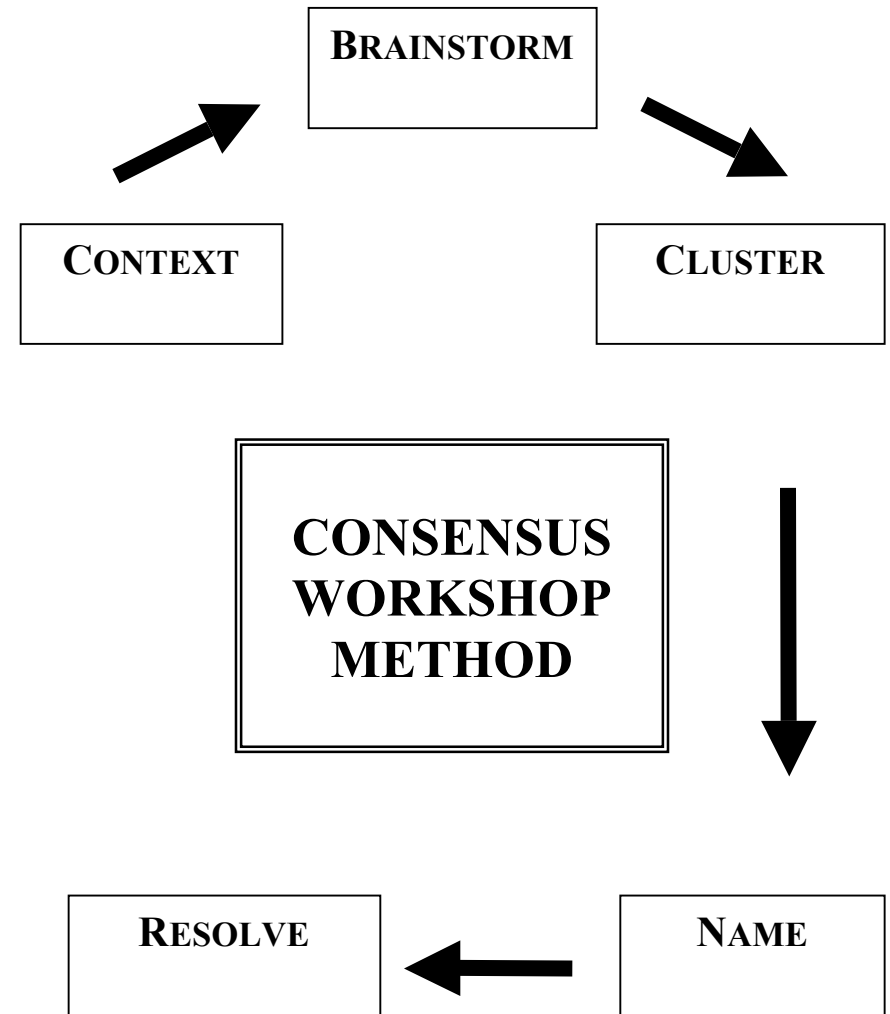 BRAINSTORM
CONTEXT
CLUSTER
CONSENSUS
WORKSHOP
METHOD
RESOLVE
NAME